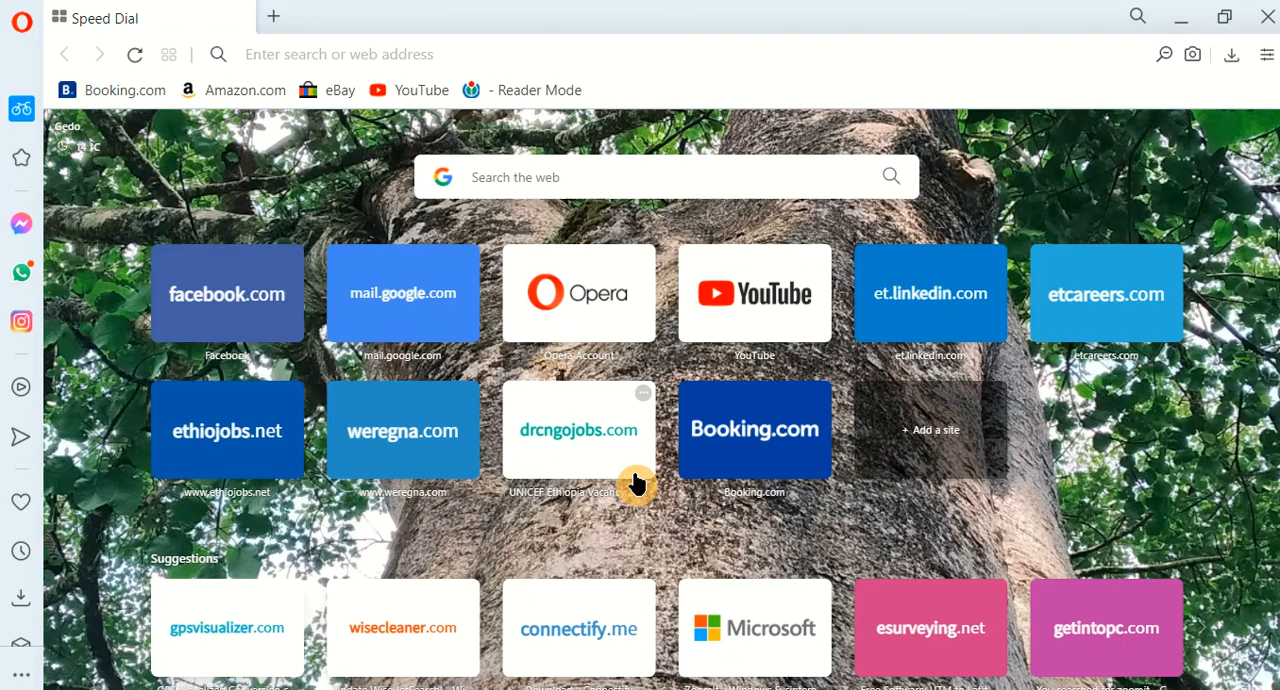 Speed Dial
Enter search or web address
Booking.com
Amazon.com
eBay
YouTube
- Reader Mode
Gedo
Search the web
facebook.com
mail.google.com
Opera
YouTube
et.linkedin.com
etcareers.com
Facebook
mail.google.com
Opera Account
YouTube
et.linkedin.com
etcareers.com
ethiojobs.net
weregna.com
drcngojobs.com
Booking.com
+ Add a site
www.ethiojobs.net
www.weregna.com
UNICEF Ethiopia Vacancy
Booking.com
Suggestions
gpsvisualizer.com
wisecleaner.com
connectify.me
Microsoft
esurveying.net
getintopc.com